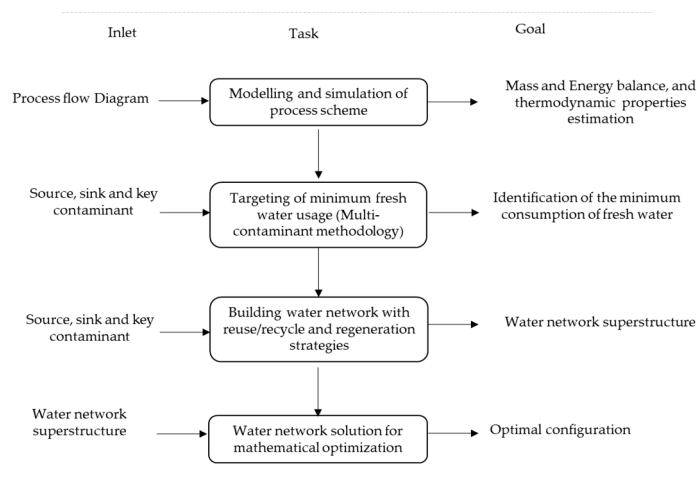 Inlet
Task
Goal
Process flow Diagram
Modelling and simulation of
process scheme
Mass and Energy balance, and
thermodynamic properties
estimation
Source, sink and key
contaminant
Targeting of minimum fresh
water usage (Multi-
contaminant methodology)
Identification of the minimum
consumption of fresh water
Source, sink and key
contaminant
Building water network with
reuse/recycle and regeneration
strategies
Water network superstructure
Water network
superstructure
Water network solution for
mathematical optimization
Optimal configuration